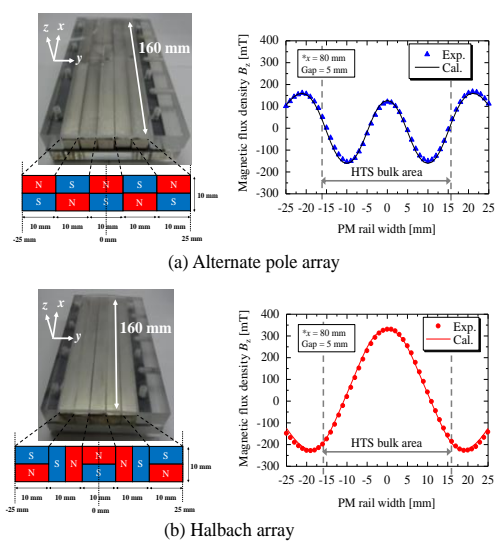 z x
y
160 mm
N S N S N
S N S N S
10 mm
10 mm 10 mm 10 mm 10 mm 10 mm
-25 mm 0 mm 25 mm
Magnetic flux density Bz [mT]
400
300
200
100
0
-100
-200
-300
*x = 80 mm
Gap = 5 mm
Exp.
Cal.
HTS bulk area
-25 -20 -15 -10 -5 0 5 10 15 20 25
PM rail width [mm]
(a) Alternate pole array
z x
y
160 mm
S S N N N S S
N S N S
10 mm
10 mm 10 mm 10 mm 10 mm 10 mm
-25 mm 0 mm 25 mm
Magnetic flux density Bz [mT]
400
300
200
100
0
-100
-200
-300
*x = 80 mm
Gap = 5 mm
Exp.
Cal.
HTS bulk area
-25 -20 -15 -10 -5 0 5 10 15 20 25
PM rail width [mm]
(b) Halbach array